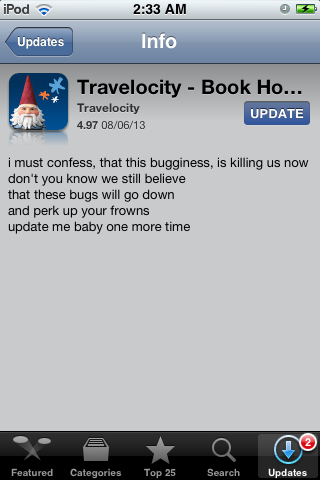 iPod 2:33 AM
Updates Info
Travelocity - Book Ho...
Travelocity
4.97 08/06/13 UPDATE
i must confess, that this bugginess, is killing us now
don't you know we still believe
that these bugs will go down
and perk up your frowns
update me baby one more time
2
Featured Categories Top 25 Search Updates